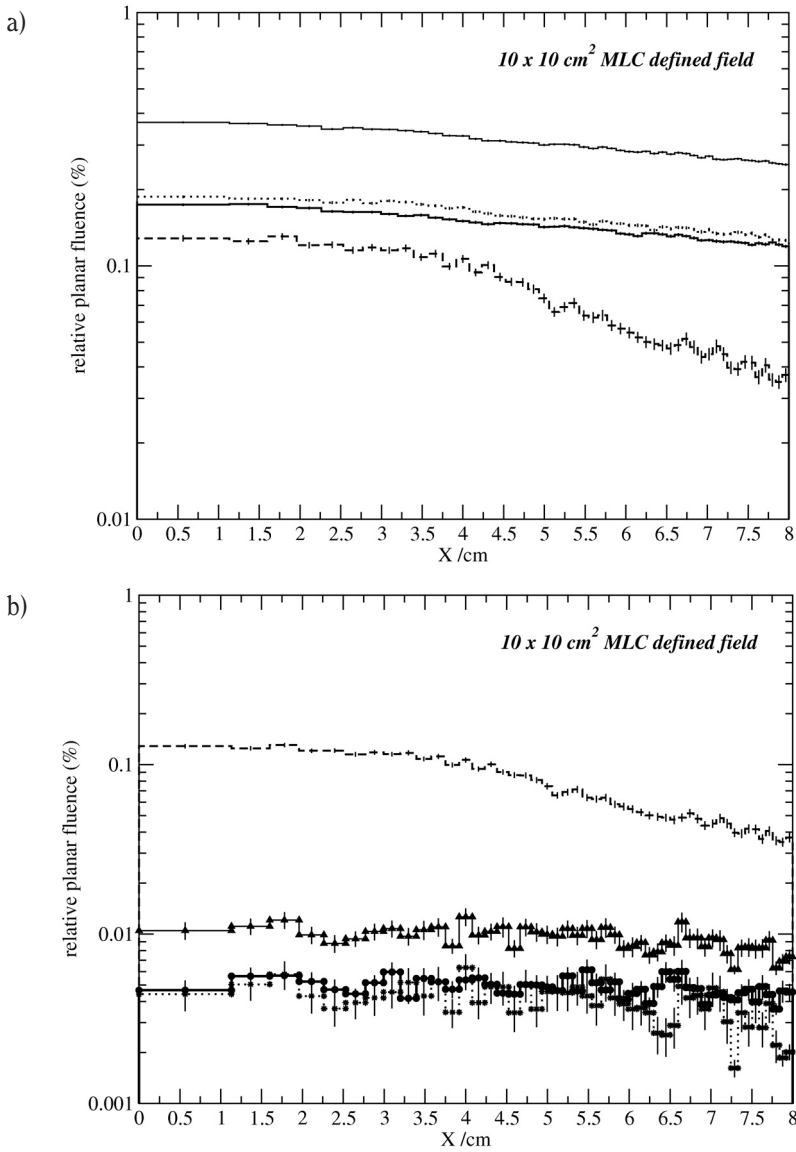 a)
1
10 x 10 cm² MLC defined field
relative planar fluence (%)
0.1
0.01
0 0.5 1 1.5 2 2.5 3 3.5 4 4.5 5 5.5 6 6.5 7 7.5 8
X /cm
b)
1
10 x 10 cm² MLC defined field
relative planar fluence (%)
0.1
0.01
0.001
0 0.5 1 1.5 2 2.5 3 3.5 4 4.5 5 5.5 6 6.5 7 7.5 8
X /cm